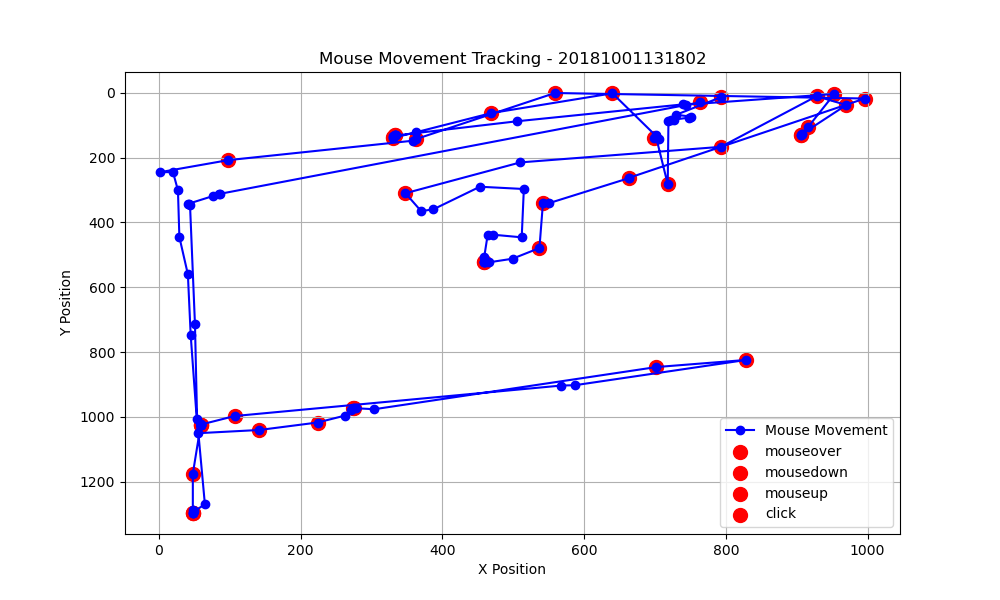 Mouse Movement Tracking - 20181001131802
Y Position
0
200
400
600
800
1000
1200
Mouse Movement
mouseover
mousedown
mouseup
click
0
200
400
600
800
1000
X Position